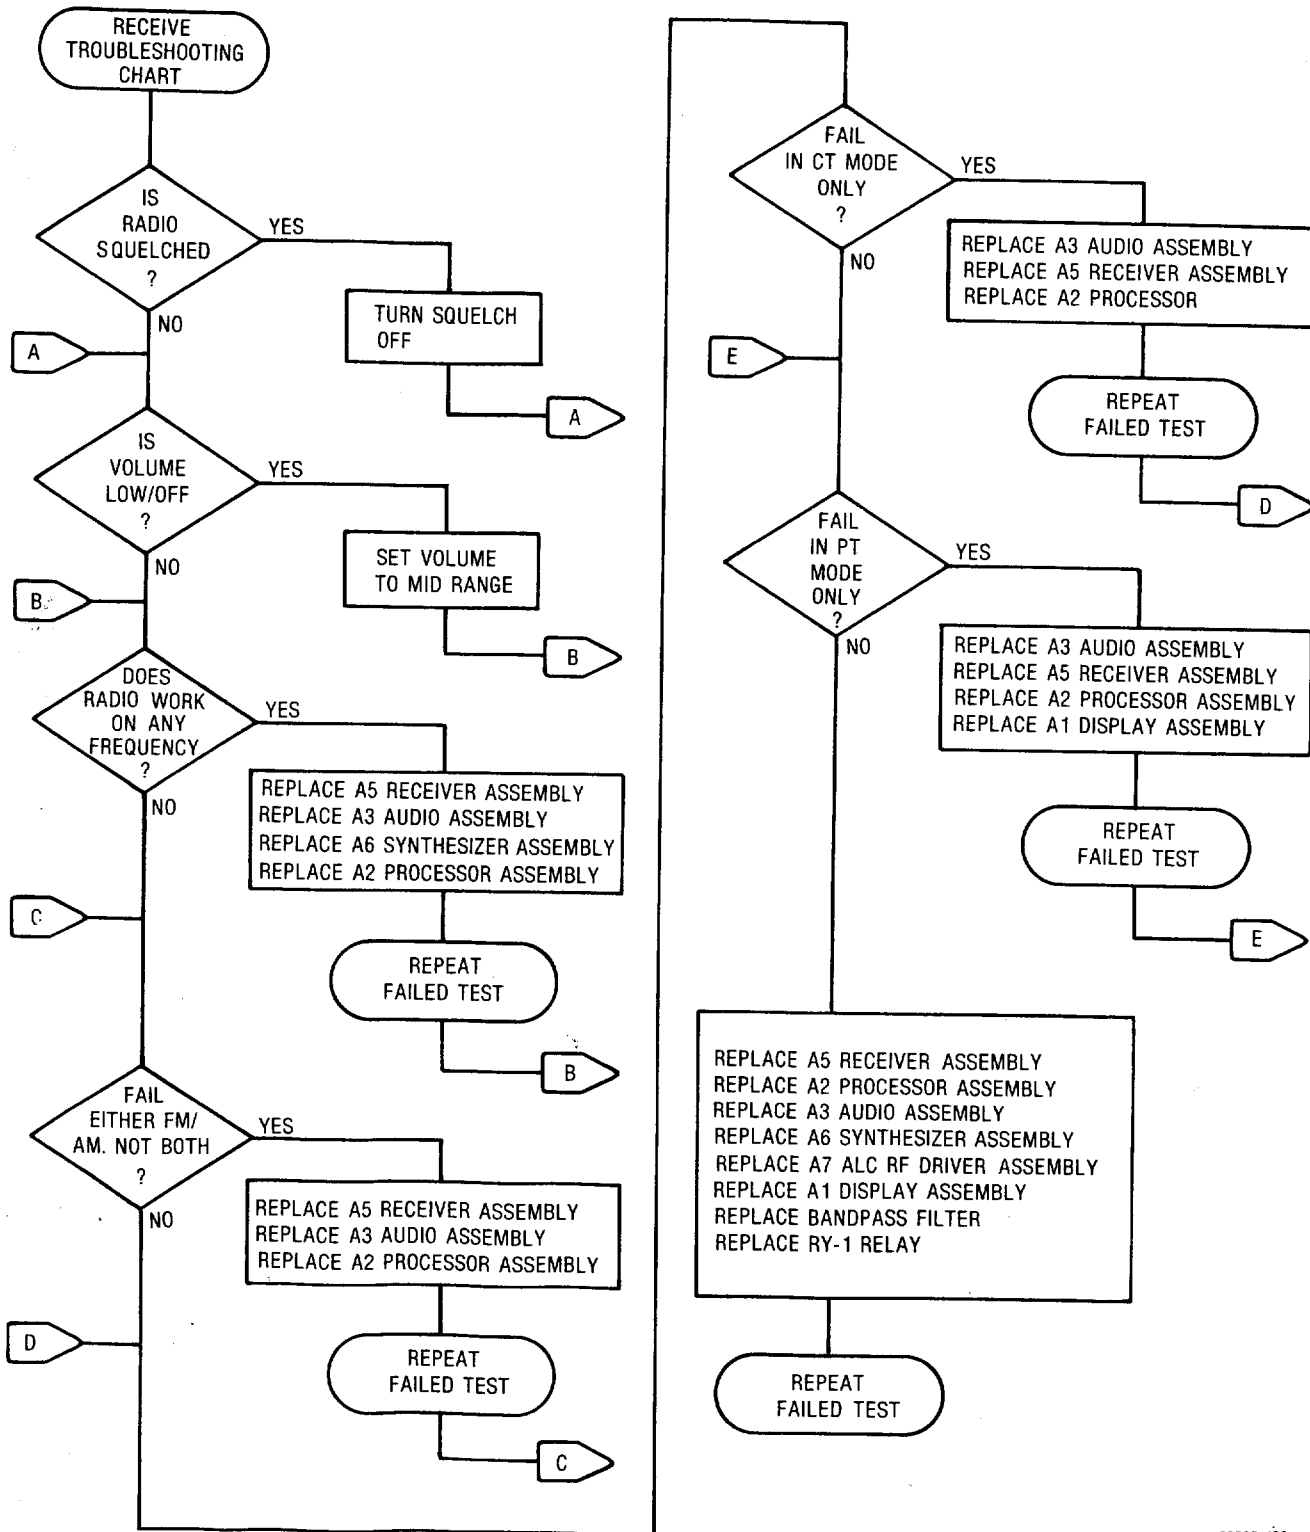 RECEIVE
TROUBLESHOOTING
CHART
IS
RADIO
SQUELCHED
?
YES
NO
TURN SQUELCH
OFF
A
A
IS
VOLUME
LOW/OFF
?
YES
NO
SET VOLUME
TO MID RANGE
B
B
DOES
RADIO WORK
ON ANY
FREQUENCY
?
YES
NO
REPLACE A5 RECEIVER ASSEMBLY
REPLACE A3 AUDIO ASSEMBLY
REPLACE A6 SYNTHESIZER ASSEMBLY
REPLACE A2 PROCESSOR ASSEMBLY
REPEAT
FAILED TEST
B
C
FAIL
EITHER FM/
AM. NOT BOTH
?
YES
NO
REPLACE A5 RECEIVER ASSEMBLY
REPLACE A3 AUDIO ASSEMBLY
REPLACE A2 PROCESSOR ASSEMBLY
REPEAT
FAILED TEST
C
D
FAIL
IN CT MODE
ONLY
?
YES
NO
REPLACE A3 AUDIO ASSEMBLY
REPLACE A5 RECEIVER ASSEMBLY
REPLACE A2 PROCESSOR
REPEAT
FAILED TEST
D
E
FAIL
IN PT
MODE
ONLY
?
YES
NO
REPLACE A3 AUDIO ASSEMBLY
REPLACE A5 RECEIVER ASSEMBLY
REPLACE A2 PROCESSOR ASSEMBLY
REPLACE A1 DISPLAY ASSEMBLY
REPEAT
FAILED TEST
E
REPLACE A5 RECEIVER ASSEMBLY
REPLACE A2 PROCESSOR ASSEMBLY
REPLACE A3 AUDIO ASSEMBLY
REPLACE A6 SYNTHESIZER ASSEMBLY
REPLACE A7 ALC RF DRIVER ASSEMBLY
REPLACE A1 DISPLAY ASSEMBLY
REPLACE BANDPASS FILTER
REPLACE RY-1 RELAY
REPEAT
FAILED TEST